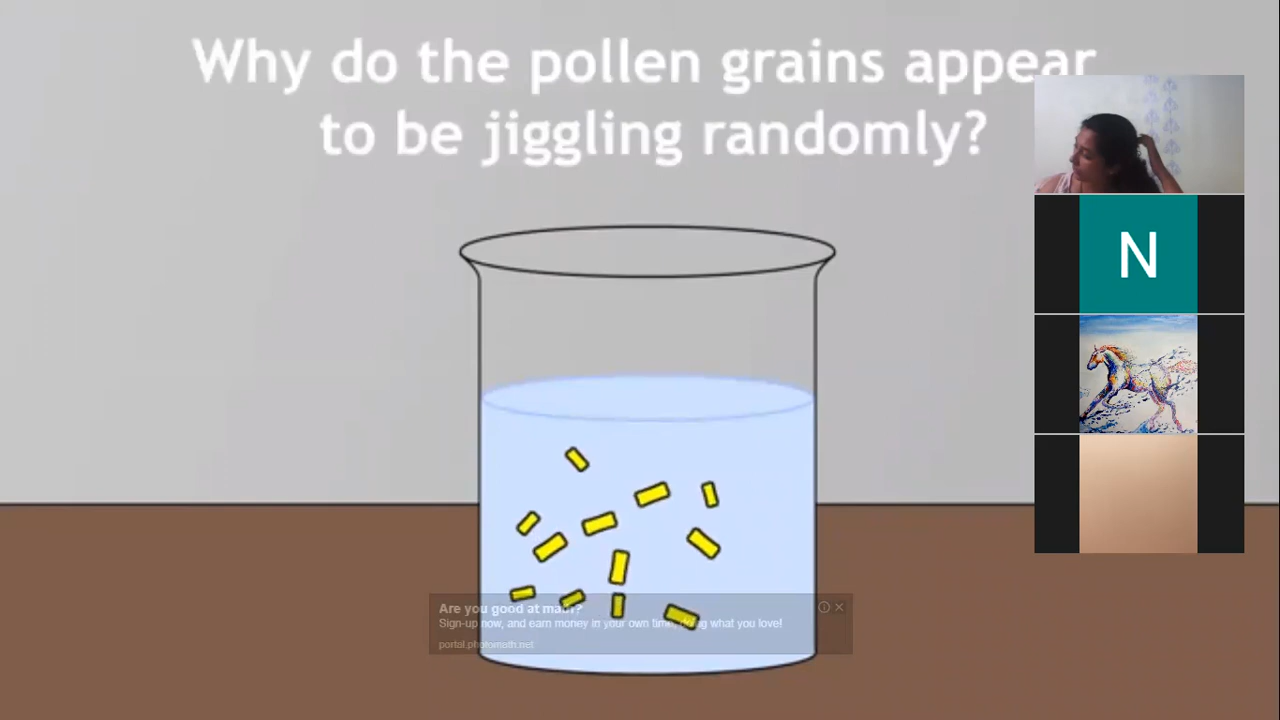 Why do the pollen grains appear
to be jiggling randomly?
N
Are you good at math?
Sign-up now, and earn money in your own time, doing what you love!
portal.photomath.net